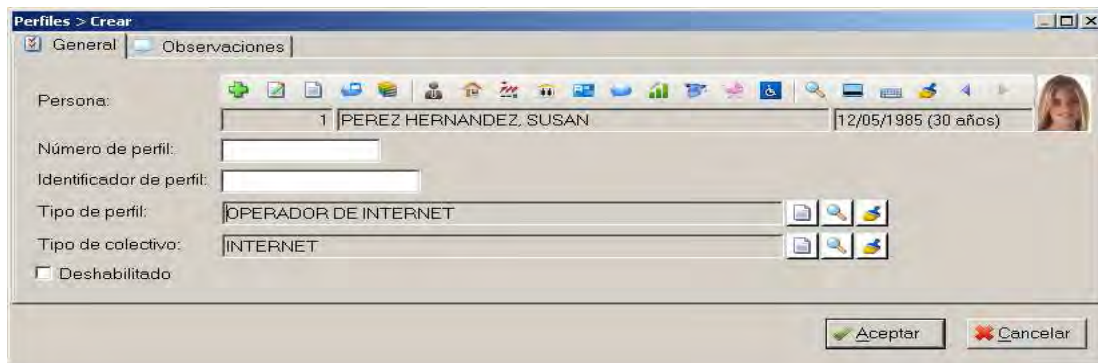 Perfiles > Crear
General Observaciones
Persona:
1 PEREZ HERNANDEZ, SUSAN 12/05/1985 (30 años)
Número de perfil:
Identificador de perfil:
Tipo de perfil: OPERADOR DE INTERNET
Tipo de colectivo: INTERNET
Deshabilitado
Aceptar Cancelar